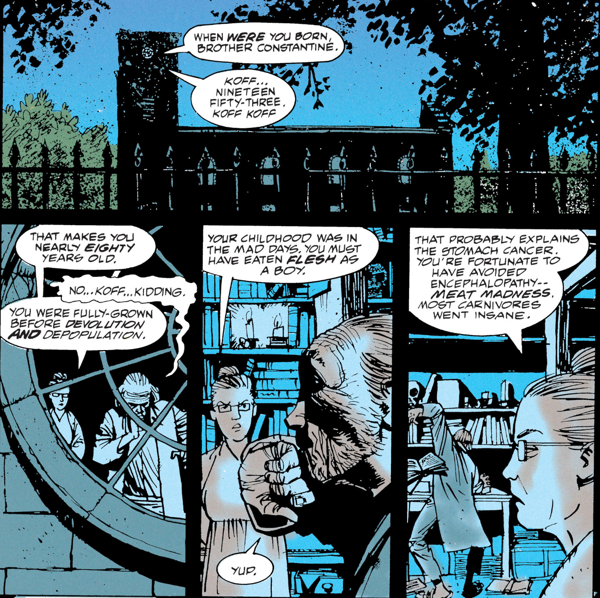 WHEN WERE YOU BORN,
BROTHER CONSTANTINE.
KOFF...
NINETEEN
FIFTY-THREE.
KOFF KOFF
THAT MAKES YOU
NEARLY EIGHTY
YEARS OLD.
NO...KOFF...KIDDING.
YOU WERE FULLY-GROWN
BEFORE DEVOLUTION
AND DEPOPULATION.
YOUR CHILDHOOD WAS IN
THE MAD DAYS. YOU MUST
HAVE EATEN FLESH AS
A BOY.
YUP.
THAT PROBABLY EXPLAINS
THE STOMACH CANCER.
YOU'RE FORTUNATE TO
HAVE AVOIDED
ENCEPHALOPATHY--
MEAT MADNESS.
MOST CARNIVORES
WENT INSANE.